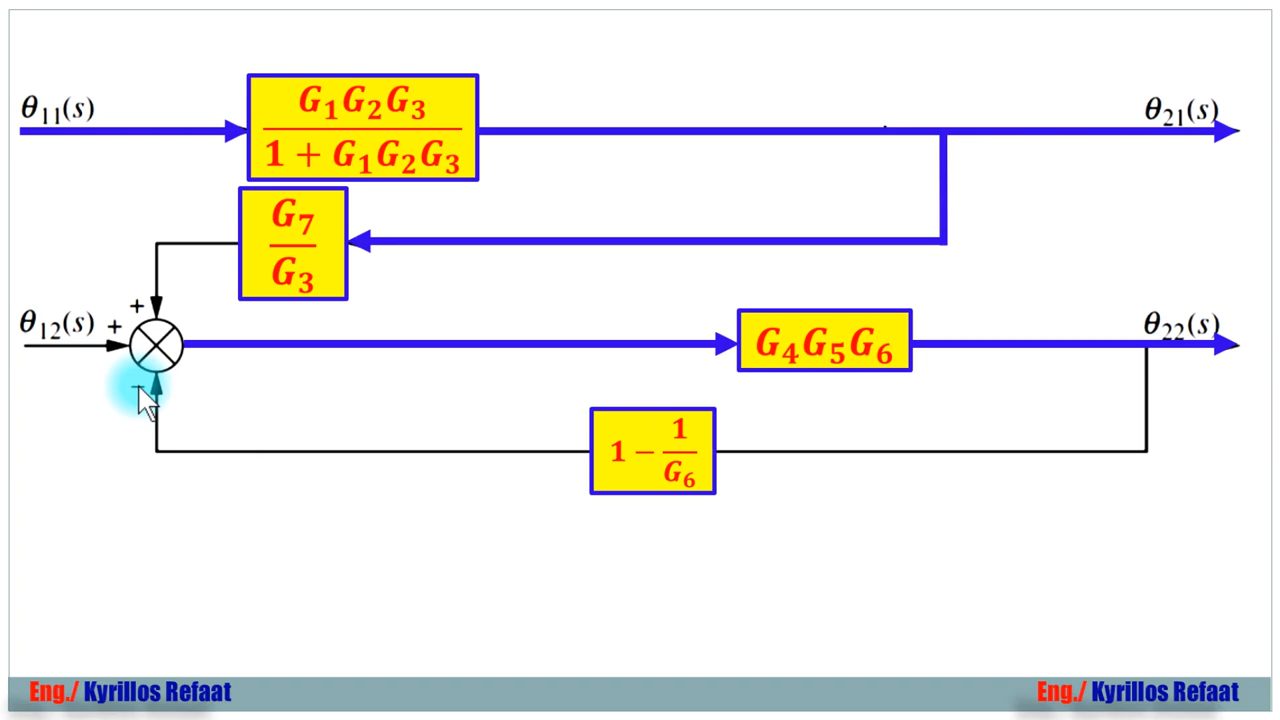 θ₁₁(s)
G₁G₂G₃
1 + G₁G₂G₃
θ₂₁(s)
G₇
G₃
+
θ₁₂(s) +
G₄G₅G₆
θ₂₂(s)
−
1 − 1
G₆
Eng./ Kyrillos Refaat
Eng./ Kyrillos Refaat